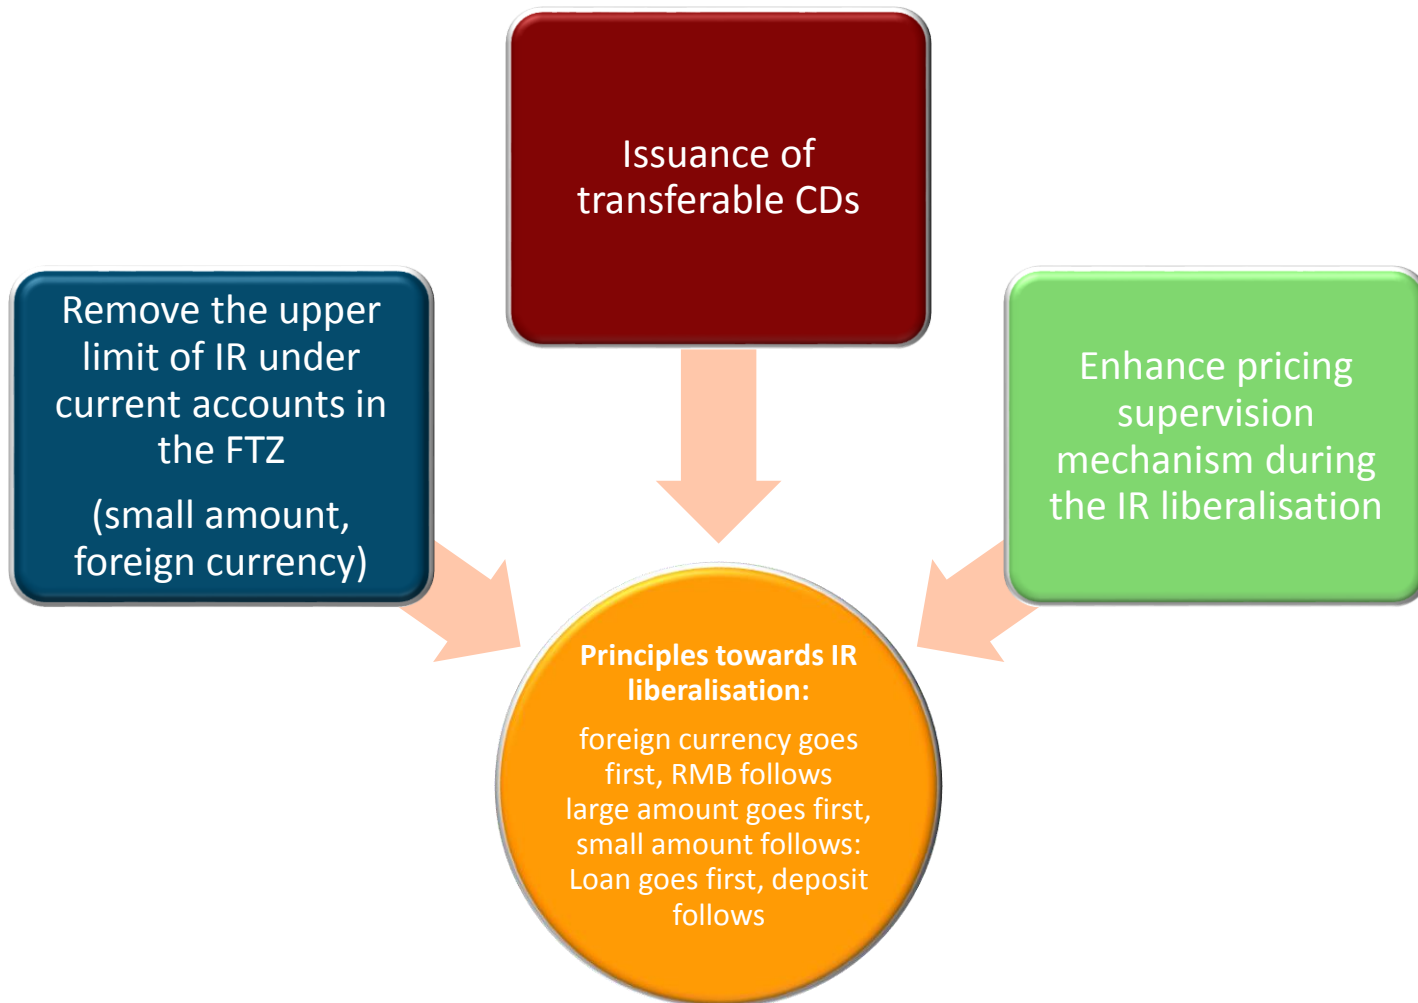 Issuance of
transferable CDs
Remove the upper
limit of IR under
current accounts in
the FTZ
(small amount,
foreign currency)
Enhance pricing
supervision
mechanism during
the IR liberalisation
Principles towards IR
liberalisation:
foreign currency goes
first, RMB follows
large amount goes first,
small amount follows:
Loan goes first, deposit
follows